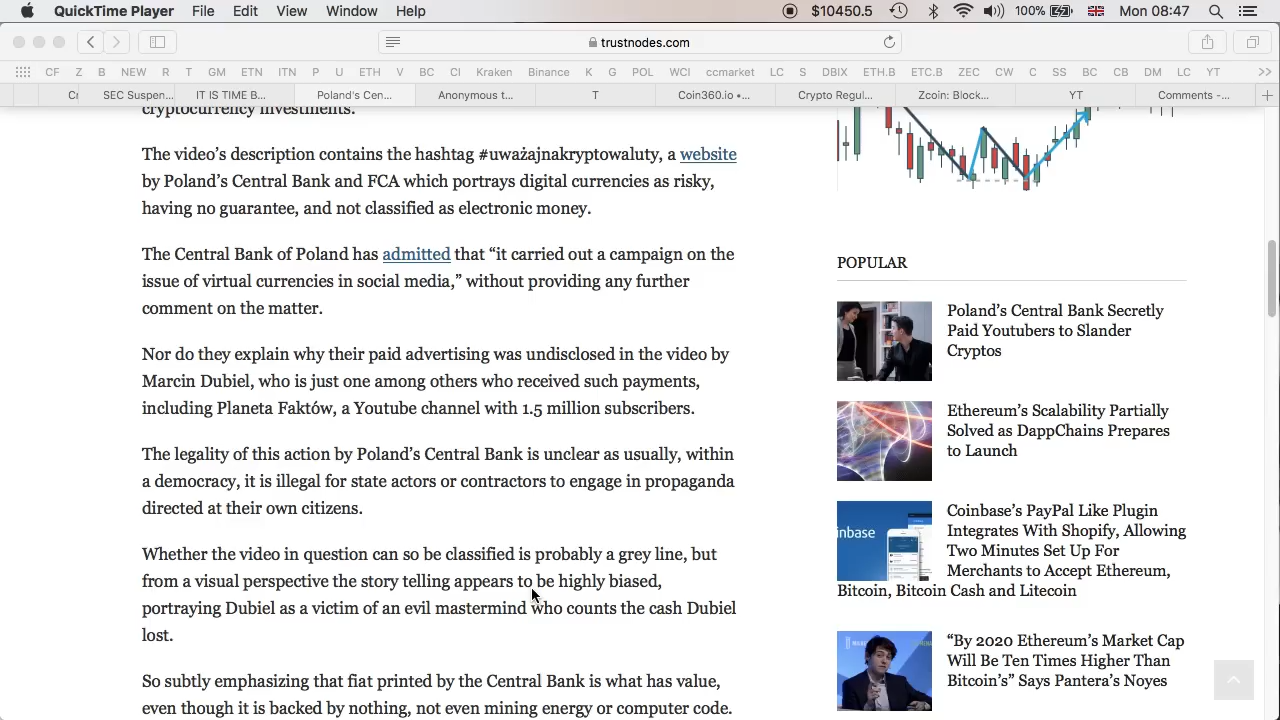 QuickTime Player File Edit View Window Help $10450.5 100% Mon 08:47
trustnodes.com
CF Z B NEW R T GM ETN ITN P U ETH V BC CI Kraken Binance K G POL WCI ccmarket LC S DBIX ETH.B ETC.B ZEC CW C SS BC CB DM LC YT >>
Cr SEC Suspen... IT IS TIME B... Poland's Cen... Anonymous t... T Coin360.io •... Crypto Regul... Zcoin: Block... YT Comments -...
cryptocurrency investments.
The video's description contains the hashtag #uważajnakryptowaluty, a website
by Poland's Central Bank and FCA which portrays digital currencies as risky,
having no guarantee, and not classified as electronic money.
The Central Bank of Poland has admitted that “it carried out a campaign on the
issue of virtual currencies in social media,” without providing any further
comment on the matter.
Nor do they explain why their paid advertising was undisclosed in the video by
Marcin Dubiel, who is just one among others who received such payments,
including Planeta Faktów, a Youtube channel with 1.5 million subscribers.
The legality of this action by Poland's Central Bank is unclear as usually, within
a democracy, it is illegal for state actors or contractors to engage in propaganda
directed at their own citizens.
Whether the video in question can so be classified is probably a grey line, but
from a visual perspective the story telling appears to be highly biased,
portraying Dubiel as a victim of an evil mastermind who counts the cash Dubiel
lost.
So subtly emphasizing that fiat printed by the Central Bank is what has value,
it is backed by nothing, not even mining energy or computer code.
POPULAR
Poland's Central Bank Secretly
Paid Youtubers to Slander
Cryptos
Ethereum's Scalability Partially
Solved as DappChains Prepares
to Launch
inbase
Coinbase's PayPal Like Plugin
Integrates With Shopify, Allowing
Two Minutes Set Up For
Merchants to Accept Ethereum,
Bitcoin, Bitcoin Cash and Litecoin
“By 2020 Ethereum's Market Cap
Will Be Ten Times Higher Than
Bitcoin's” Says Pantera's Noyes